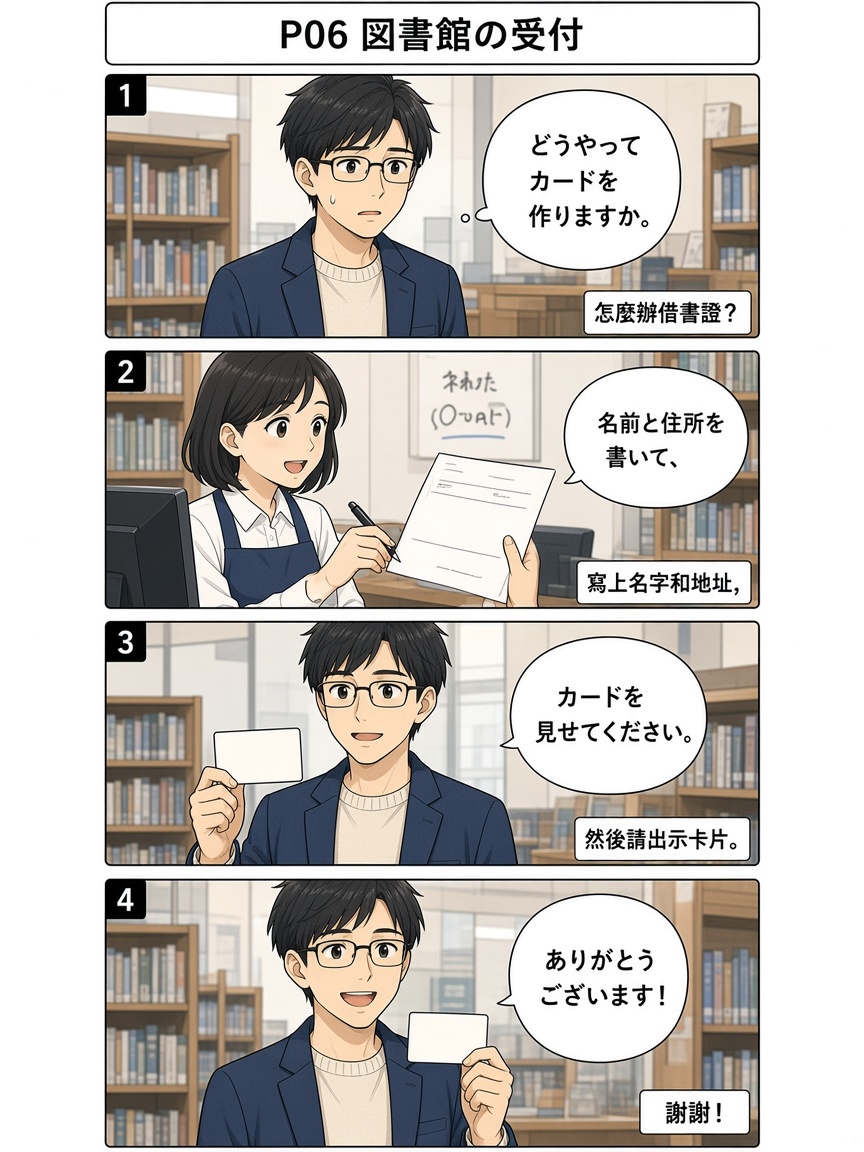 P06 図書館の受付
1
どうやって
カードを
作りますか。
怎麼辦借書證？
2
名前と住所を
書いて、
寫上名字和地址，
3
カードを
見せてください。
然後請出示卡片。
4
ありがとう
ございます！
謝謝！